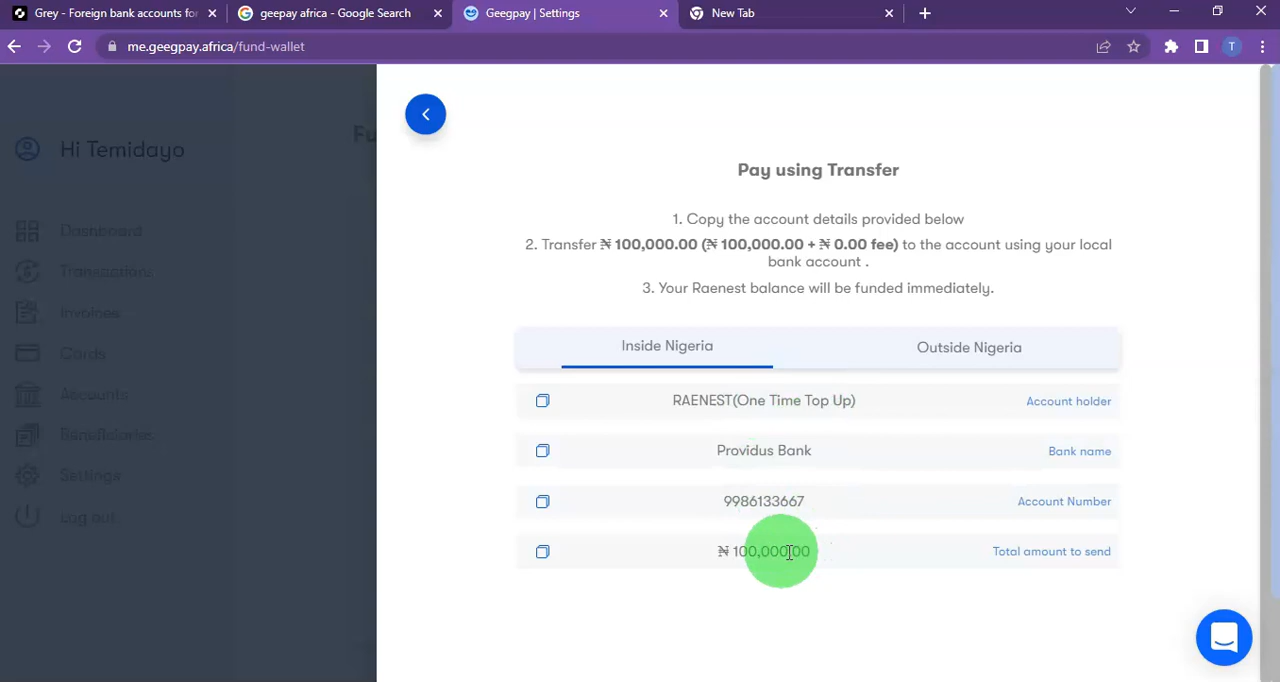 Grey - Foreign bank accounts for
geepay africa - Google Search
Geegpay | Settings
New Tab
me.geegpay.africa/fund-wallet
T
Hi Temidayo
Fu
Dashboard
Transactions
Invoices
Cards
Accounts
Beneficiaries
Settings
Log out
Pay using Transfer
1. Copy the account details provided below
2. Transfer ₦ 100,000.00 (₦ 100,000.00 + ₦ 0.00 fee) to the account using your local
bank account .
3. Your Raenest balance will be funded immediately.
Inside Nigeria
Outside Nigeria
RAENEST(One Time Top Up) Account holder
Providus Bank Bank name
9986133667 Account Number
₦ 100,000.00 Total amount to send